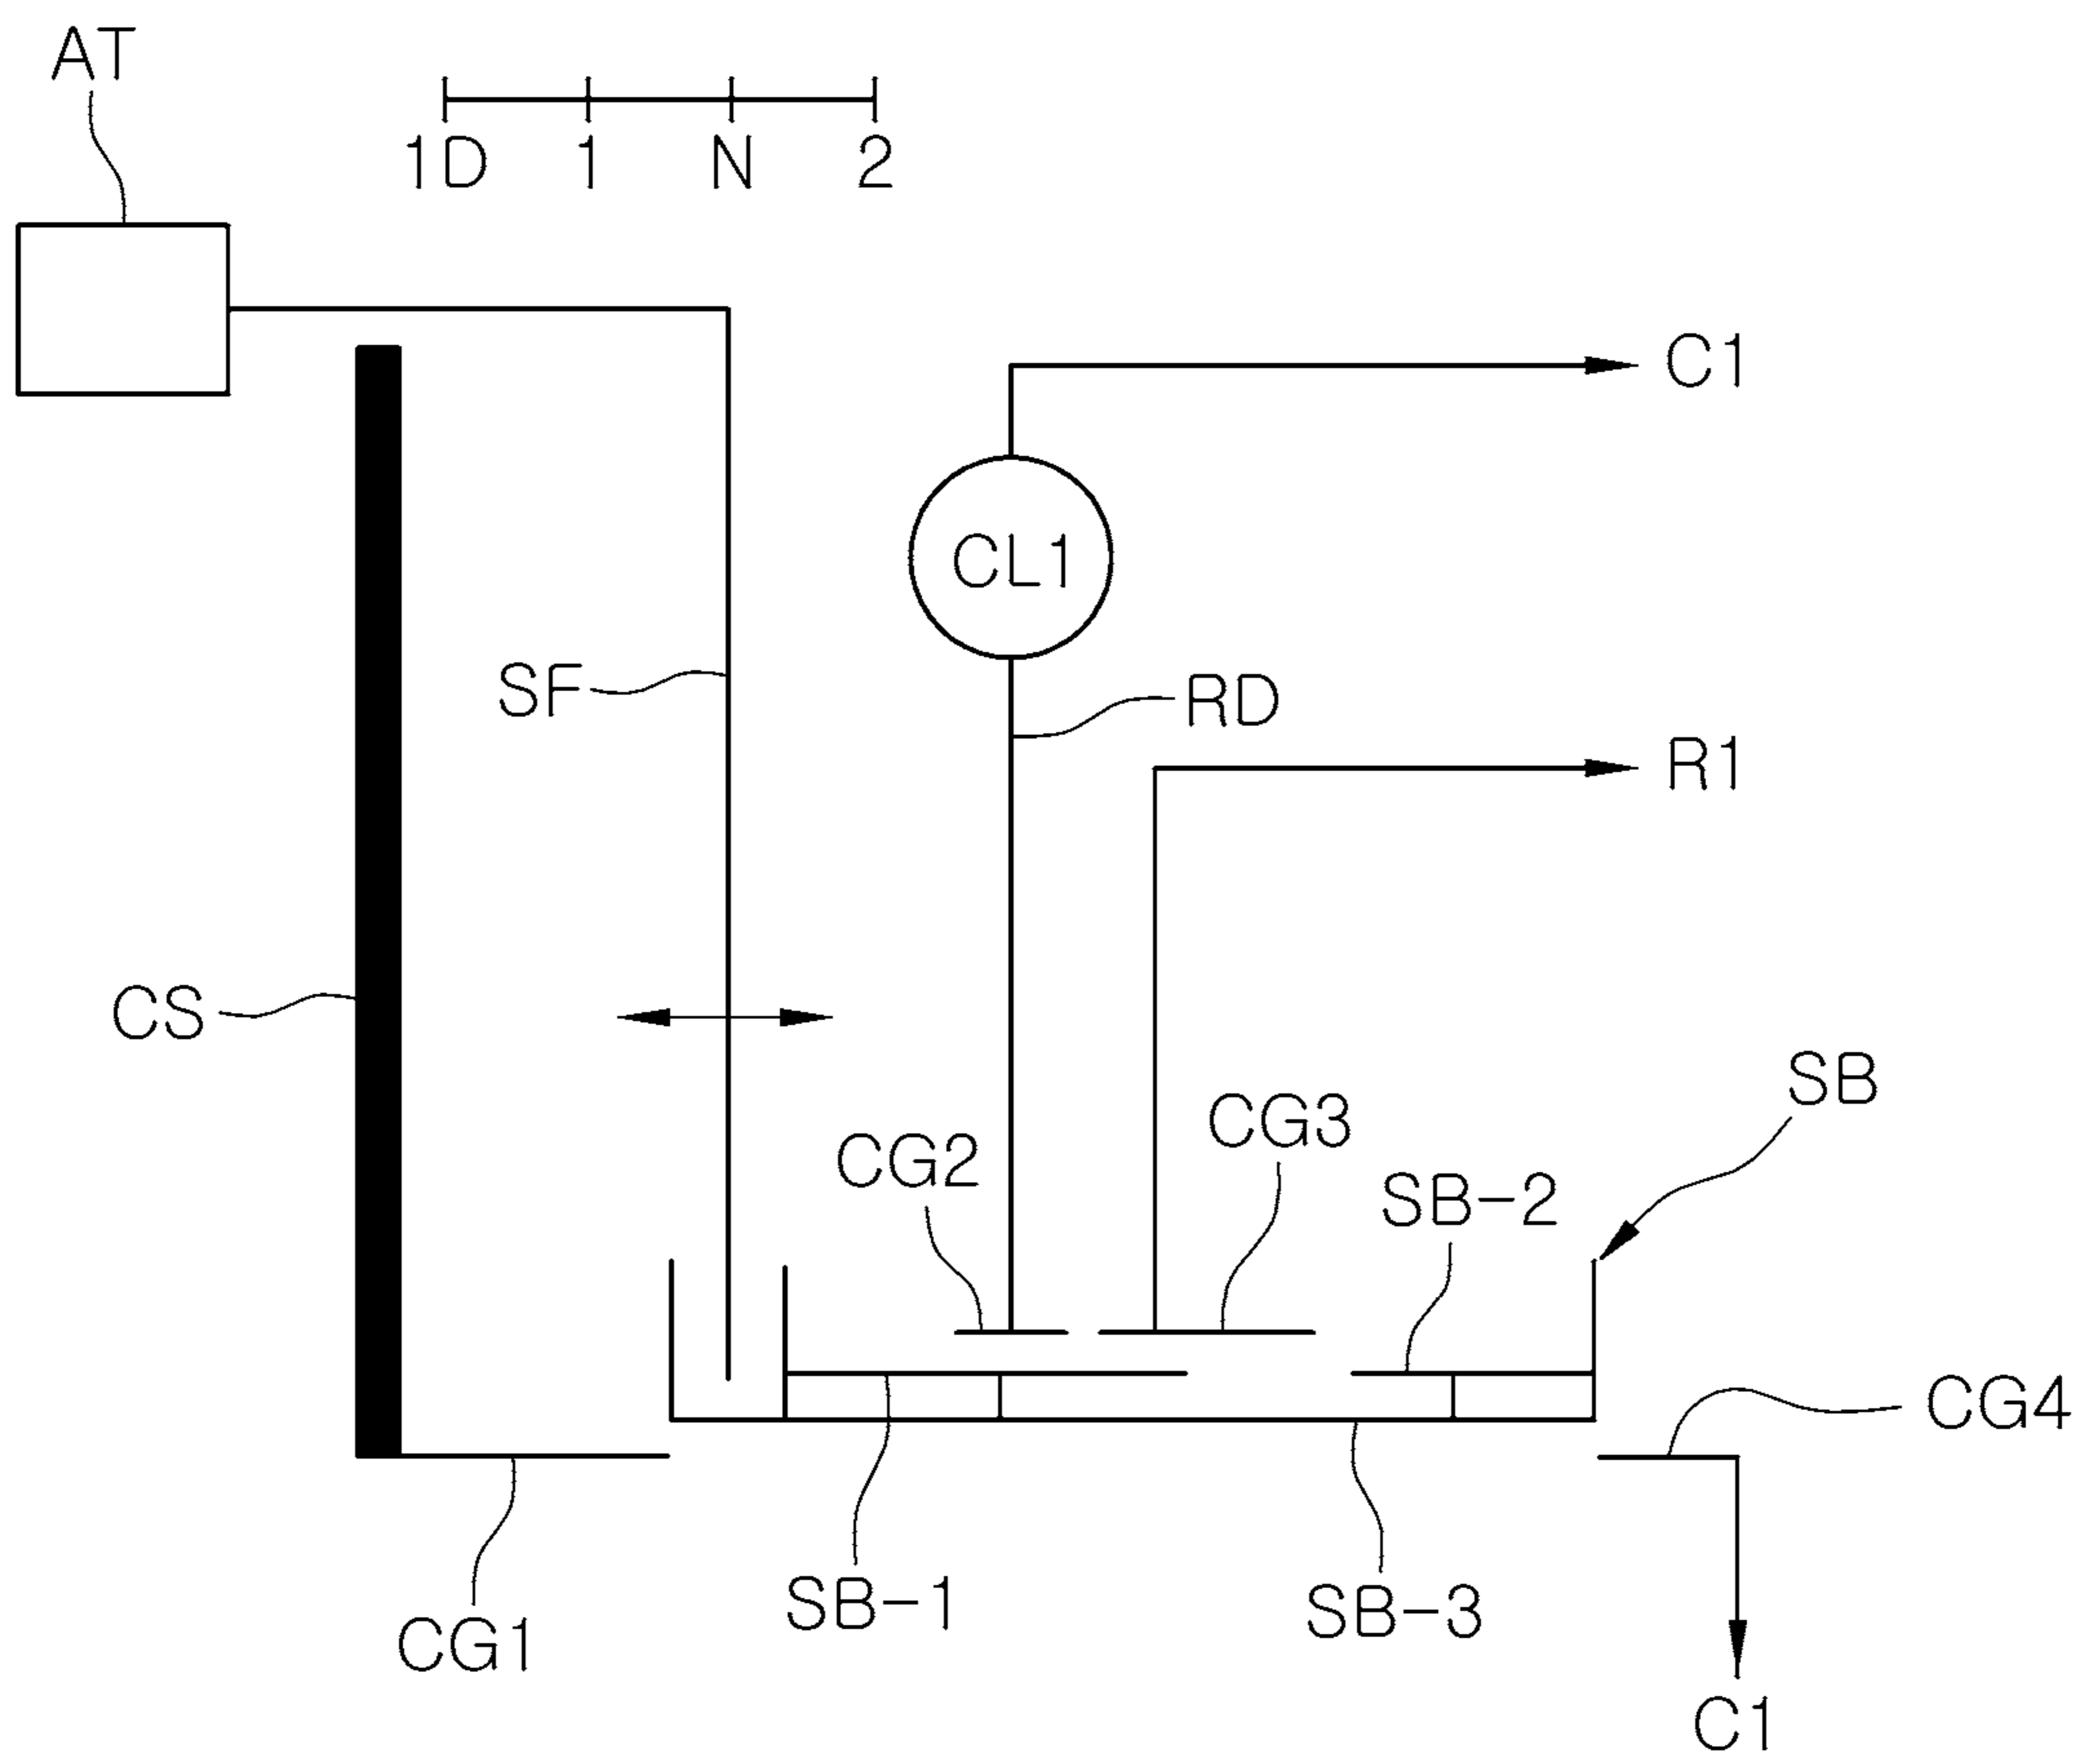 AT
1D 1 N 2
C1
CL1
SF
RD
R1
CS
SB
CG3
CG2
SB-2
CG4
SB-1
SB-3
CG1
C1